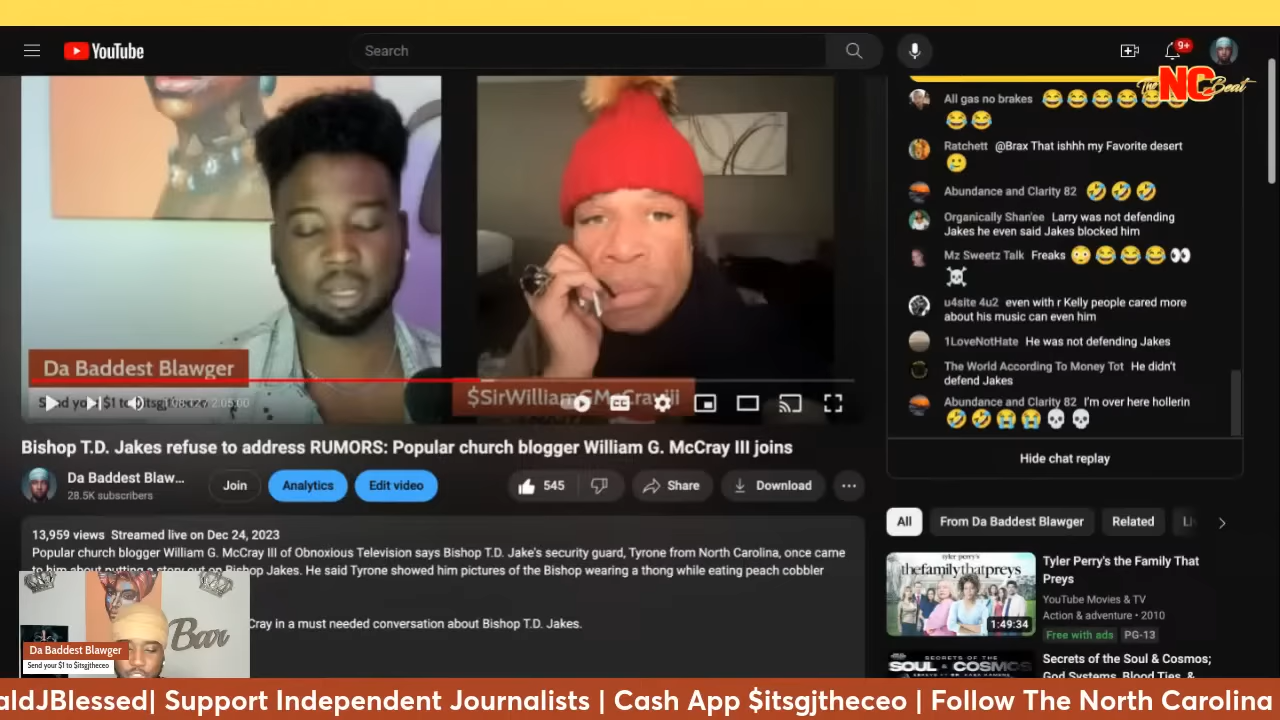 YouTube
Search
9+
The NC Beat
All gas no brakes 😂😂😂😂😂😂
😂😂
Ratchett @Brax That ishhh my Favorite desert
🥲
Abundance and Clarity 82 🤣🤣🤣
Organically Shan'ee Larry was not defending
Jakes he even said Jakes blocked him
Mz Sweetz Talk Freaks 😳😂😂😂👀
☠️
u4site 4u2 even with r Kelly people cared more
about his music can even him
1LoveNotHate He was not defending Jakes
The World According To Money Tot He didn't
defend Jakes
Abundance and Clarity 82 I'm over here hollerin
🤣🤣😭😭💀💀
Hide chat replay
Da Baddest Blawger
2:05:00
CC
Bishop T.D. Jakes refuse to address RUMORS: Popular church blogger William G. McCray III joins
Da Baddest Blaw...
28.5K subscribers
Join
Analytics
Edit video
545
Share
Download
13,959 views Streamed live on Dec 24, 2023
Popular church blogger William G. McCray III of Obnoxious Television says Bishop T.D. Jake's security guard, Tyrone from North Carolina, once came
to him about putting a story out on Bishop Jakes. He said Tyrone showed him pictures of the Bishop wearing a thong while eating peach cobbler
Cray in a must needed conversation about Bishop T.D. Jakes.
All
From Da Baddest Blawger
Related
tyler perry's
thefamilythatpreys
1:49:34
Tyler Perry's the Family That
Preys
YouTube Movies & TV
Action & adventure • 2010
Free with ads PG-13
SECRETS OF THE
SOUL & COSMOS
Secrets of the Soul & Cosmos;
God Systems, Blood Ties, &
Bar
Da Baddest Blawger
Send your $1 to $itsgjtheceo
aldJBlessed| Support Independent Journalists | Cash App $itsgjtheceo | Follow The North Carolina